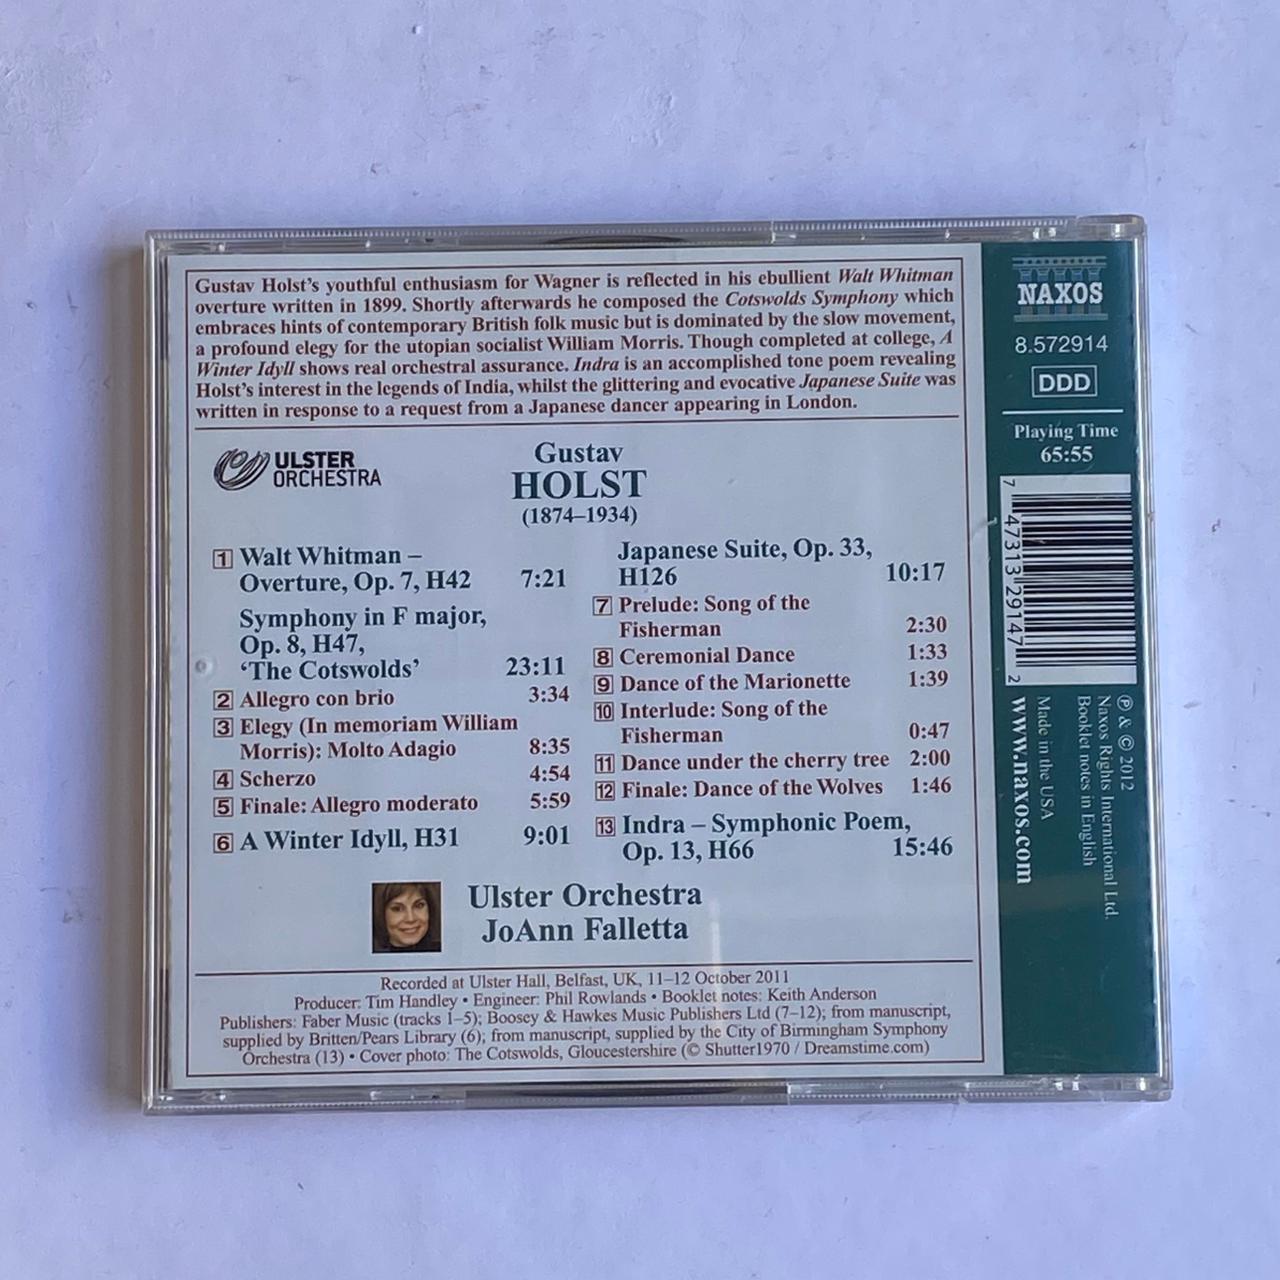 Gustav Holst's youthful enthusiasm for Wagner is reflected in his ebullient Walt Whitman
overture written in 1899. Shortly afterwards he composed the Cotswolds Symphony which
embraces hints of contemporary British folk music but is dominated by the slow movement,
a profound elegy for the utopian socialist William Morris. Though completed at college, A
Winter Idyll shows real orchestral assurance. Indra is an accomplished tone poem revealing
Holst's interest in the legends of India, whilst the glittering and evocative Japanese Suite was
written in response to a request from a Japanese dancer appearing in London.
ULSTER
ORCHESTRA
Gustav
HOLST
(1874–1934)
1 Walt Whitman –
Overture, Op. 7, H42 7:21
Symphony in F major,
Op. 8, H47,
‘The Cotswolds’ 23:11
2 Allegro con brio 3:34
3 Elegy (In memoriam William
Morris): Molto Adagio 8:35
4 Scherzo 4:54
5 Finale: Allegro moderato 5:59
6 A Winter Idyll, H31 9:01
Japanese Suite, Op. 33,
H126 10:17
7 Prelude: Song of the
Fisherman 2:30
8 Ceremonial Dance 1:33
9 Dance of the Marionette 1:39
10 Interlude: Song of the
Fisherman 0:47
11 Dance under the cherry tree 2:00
12 Finale: Dance of the Wolves 1:46
13 Indra – Symphonic Poem,
Op. 13, H66 15:46
Ulster Orchestra
JoAnn Falletta
Recorded at Ulster Hall, Belfast, UK, 11–12 October 2011
Producer: Tim Handley • Engineer: Phil Rowlands • Booklet notes: Keith Anderson
Publishers: Faber Music (tracks 1–5); Boosey & Hawkes Music Publishers Ltd (7–12); from manuscript,
supplied by Britten/Pears Library (6); from manuscript, supplied by the City of Birmingham Symphony
Orchestra (13) • Cover photo: The Cotswolds, Gloucestershire (© Shutter1970 / Dreamstime.com)
NAXOS
8.572914
DDD
Playing Time
65:55
7 47313 29147 2
℗ & © 2012
Naxos Rights International Ltd.
Booklet notes in English
Made in the USA
www.naxos.com